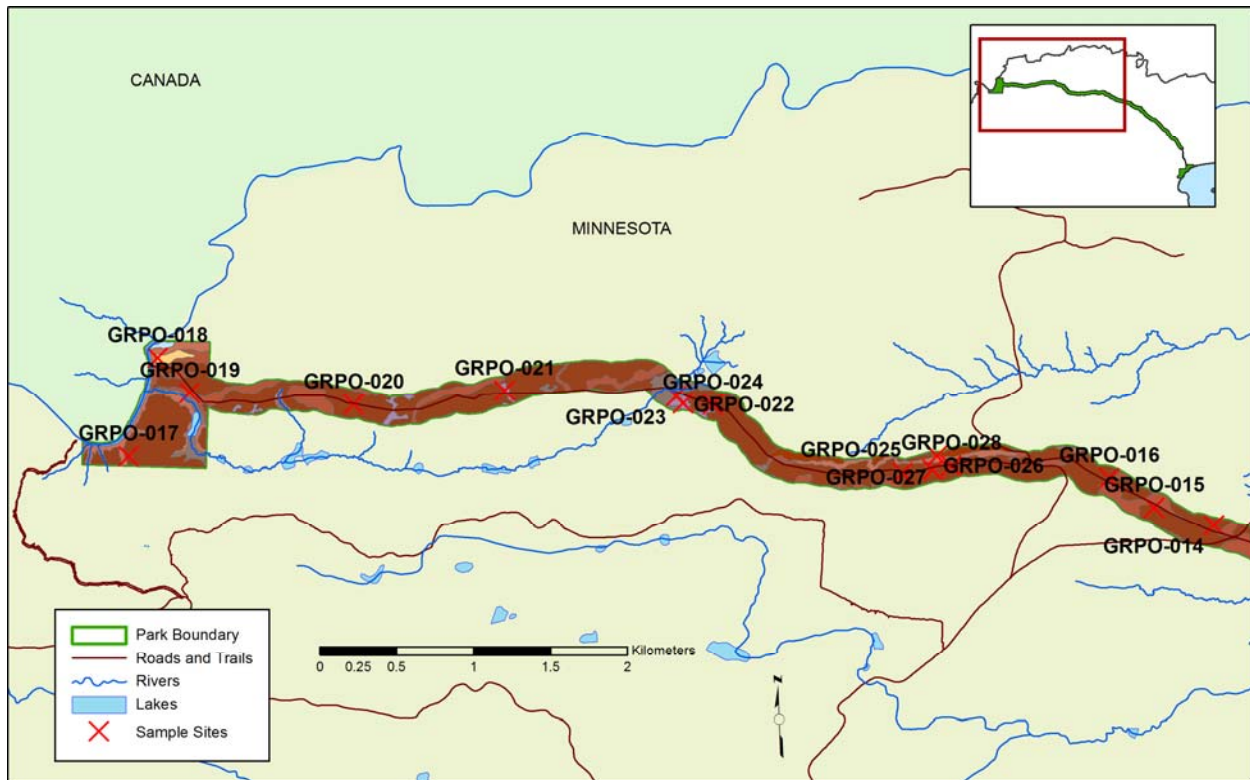 CANADA
MINNESOTA
GRPO-018
GRPO-019
GRPO-020
GRPO-021
GRPO-024
GRPO-023
GRPO-022
GRPO-017
GRPO-025
GRPO-028
GRPO-016
GRPO-027
GRPO-026
GRPO-015
GRPO-014
Park Boundary
Roads and Trails
Rivers
Lakes
Sample Sites
Kilometers
0 0.25 0.5 1 1.5 2
N